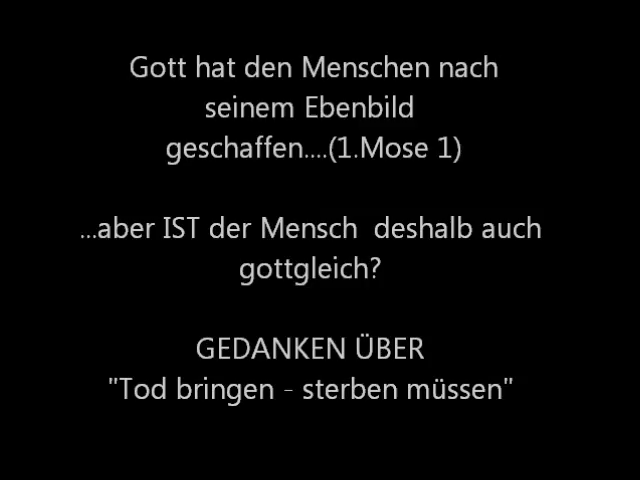 Gott hat den Menschen nach
seinem Ebenbild
geschaffen....(1.Mose 1)
...aber IST der Mensch  deshalb auch
gottgleich?
GEDANKEN ÜBER
"Tod bringen - sterben müssen"